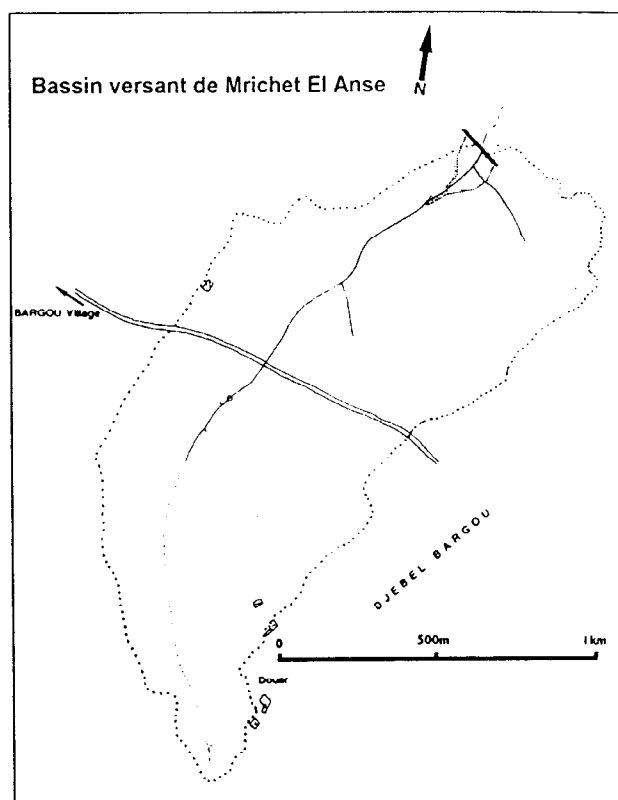 Bassin versant de Mrichet El Anse
N
BARGOU Village
DJEBEL BARGOU
0 500m 1km
Douar